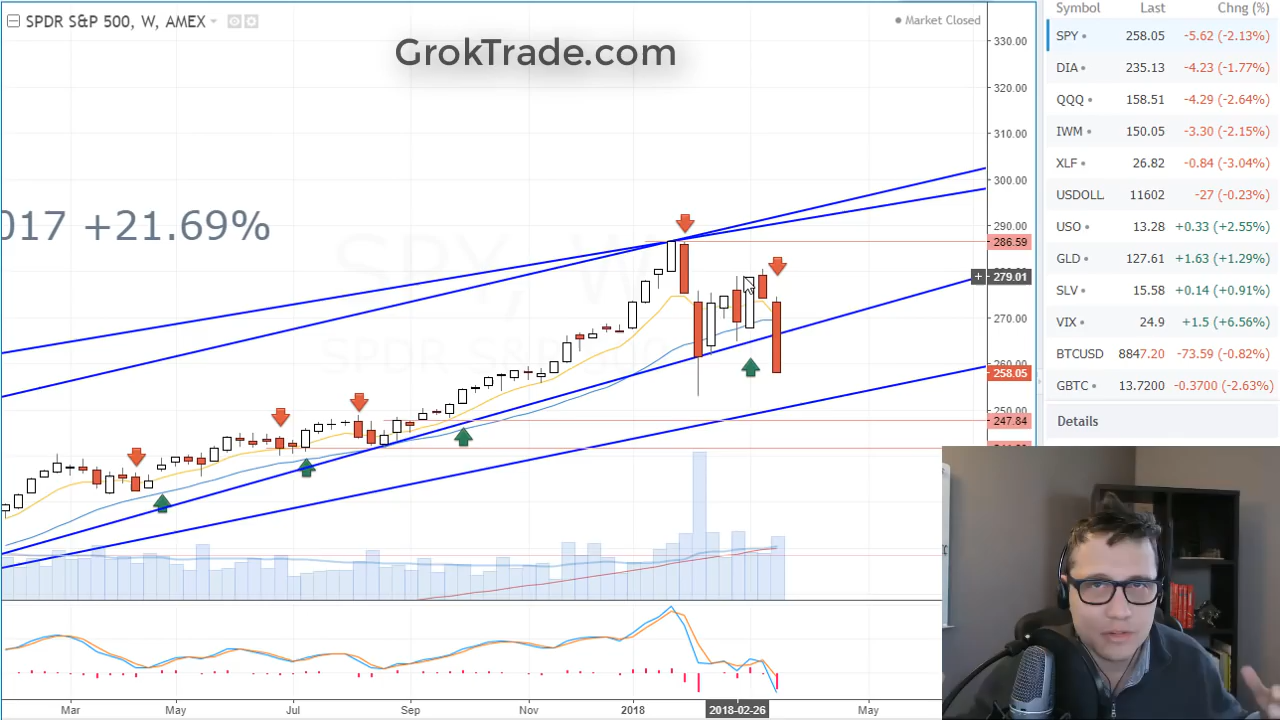 SPDR S&P 500, W, AMEX
Market Closed
GrokTrade.com
017 +21.69%
SPY, W
SPDR S&P 500
330.00
320.00
310.00
300.00
290.00
286.59
279.01
270.00
260.00
258.05
250.00
247.84
Mar
May
Jul
Sep
Nov
2018
2018-02-26
May
Symbol Last Chng (%)
SPY 258.05 -5.62 (-2.13%)
DIA 235.13 -4.23 (-1.77%)
QQQ 158.51 -4.29 (-2.64%)
IWM 150.05 -3.30 (-2.15%)
XLF 26.82 -0.84 (-3.04%)
USDOLL 11602 -27 (-0.23%)
USO 13.28 +0.33 (+2.55%)
GLD 127.61 +1.63 (+1.29%)
SLV 15.58 +0.14 (+0.91%)
VIX 24.9 +1.5 (+6.56%)
BTCUSD 8847.20 -73.59 (-0.82%)
GBTC 13.7200 -0.3700 (-2.63%)
Details